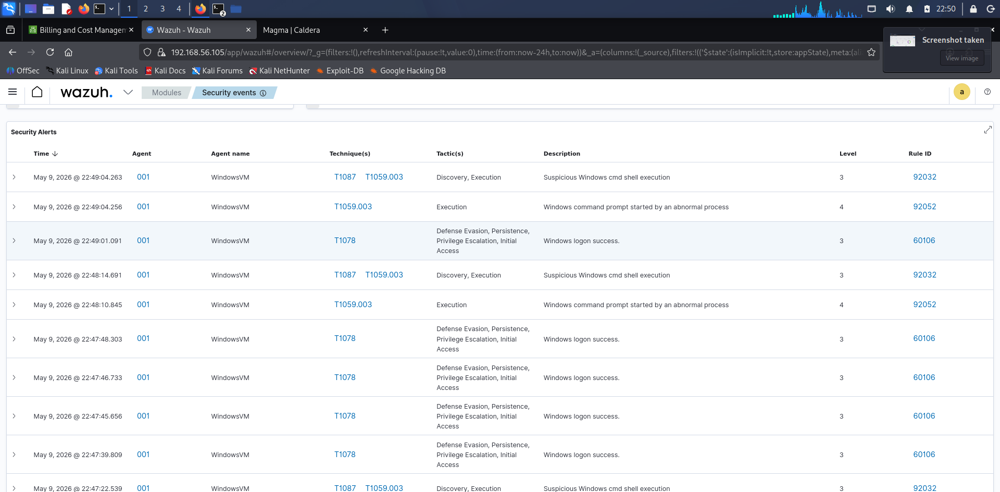 1 2 3 4 2 22:50
Billing and Cost Managem Wazuh - Wazuh Magma | Caldera
Screenshot taken
View image
192.168.56.105/app/wazuh#/overview/?_g=(filters:!(),refreshInterval:(pause:!t,value:0),time:(from:now-24h,to:now))&_a=(columns:!(_source),filters:!(('$state':(isImplicit:!t,store:appState),meta:(ali
OffSec Kali Linux Kali Tools Kali Docs Kali Forums Kali NetHunter Exploit-DB Google Hacking DB
wazuh. Modules Security events a
Security Alerts
Time Agent Agent name Technique(s) Tactic(s) Description Level Rule ID
May 9, 2026 @ 22:49:04.263 001 WindowsVM T1087 T1059.003 Discovery, Execution Suspicious Windows cmd shell execution 3 92032
May 9, 2026 @ 22:49:04.256 001 WindowsVM T1059.003 Execution Windows command prompt started by an abnormal process 4 92052
May 9, 2026 @ 22:49:01.091 001 WindowsVM T1078 Defense Evasion, Persistence,
Privilege Escalation, Initial
Access Windows logon success. 3 60106
May 9, 2026 @ 22:48:14.691 001 WindowsVM T1087 T1059.003 Discovery, Execution Suspicious Windows cmd shell execution 3 92032
May 9, 2026 @ 22:48:10.845 001 WindowsVM T1059.003 Execution Windows command prompt started by an abnormal process 4 92052
May 9, 2026 @ 22:47:48.303 001 WindowsVM T1078 Defense Evasion, Persistence,
Privilege Escalation, Initial
Access Windows logon success. 3 60106
May 9, 2026 @ 22:47:46.733 001 WindowsVM T1078 Defense Evasion, Persistence,
Privilege Escalation, Initial
Access Windows logon success. 3 60106
May 9, 2026 @ 22:47:45.656 001 WindowsVM T1078 Defense Evasion, Persistence,
Privilege Escalation, Initial
Access Windows logon success. 3 60106
May 9, 2026 @ 22:47:39.809 001 WindowsVM T1078 Defense Evasion, Persistence,
Privilege Escalation, Initial
Access Windows logon success. 3 60106
May 9, 2026 @ 22:47:22.539 001 WindowsVM T1087 T1059.003 Discovery, Execution Suspicious Windows cmd shell execution 3 92032